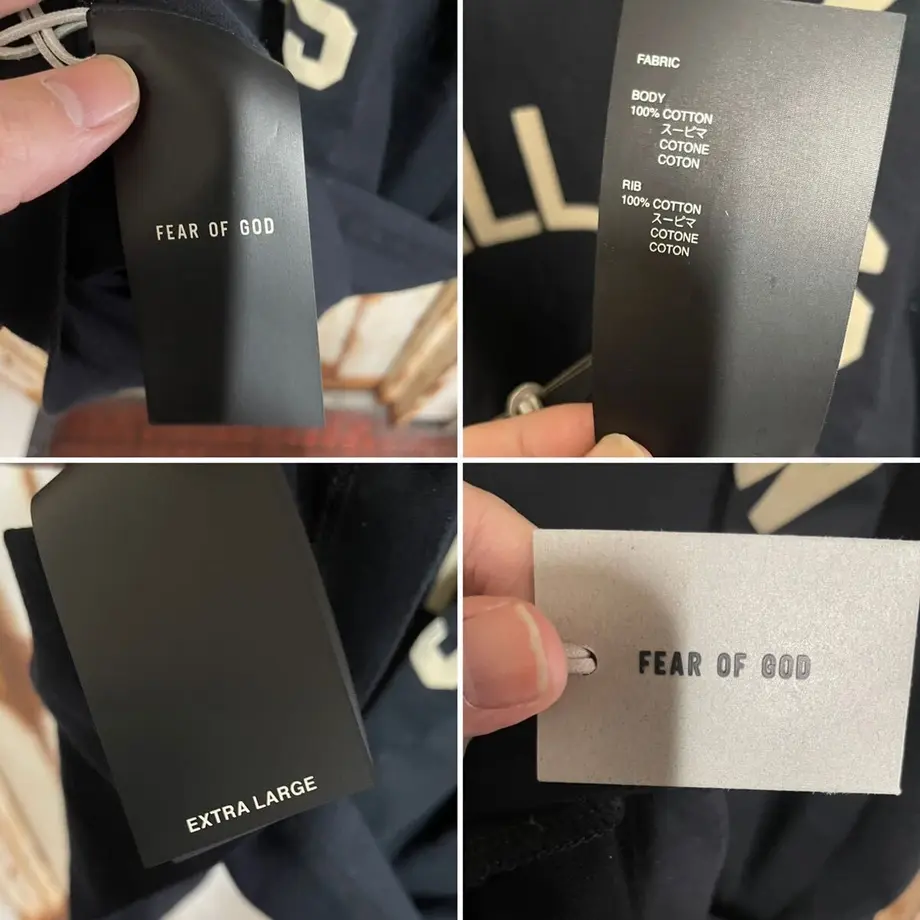 S
FEAR OF GOD
ILL
FABRIC
BODY
100% COTTON
スーピマ
COTONE
COTON
RIB
100% COTTON
スーピマ
COTONE
COTON
S
EXTRA LARGE
S
FEAR OF GOD